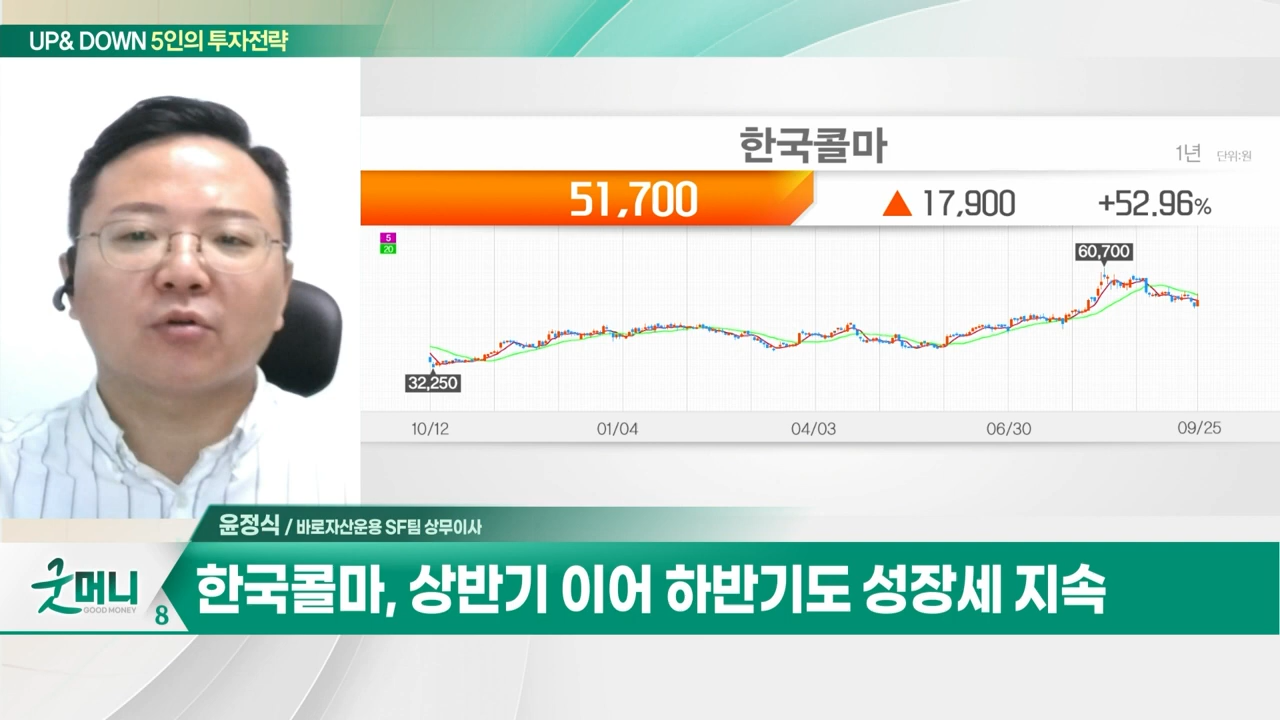 UP& DOWN 5인의 투자전략
한국콜마
1년 단위:원
51,700 ▲ 17,900 +52.96%
5
20
60,700
32,250
10/12 01/04 04/03 06/30 09/25
윤정식 / 바로자산운용 SF팀 상무이사
굿머니
GOOD MONEY
8
한국콜마, 상반기 이어 하반기도 성장세 지속